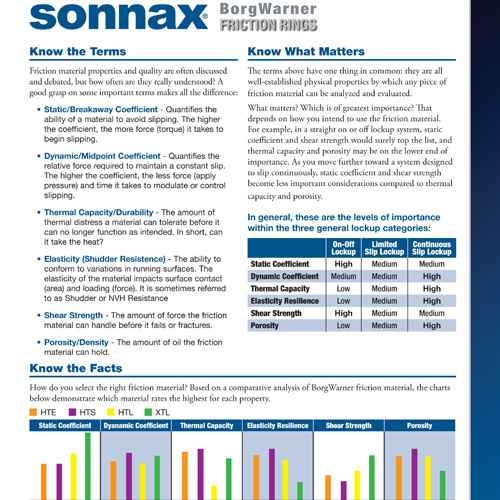 sonnax® BorgWarner
FRICTION RINGS
Know the Terms
Friction material properties and quality are often discussed
and debated, but how often are they really understood? A
good grasp on some important terms makes all the difference:
• Static/Breakaway Coefficient - Quantifies the
ability of a material to avoid slipping. The higher
the coefficient, the more force (torque) it takes to
begin slipping.
• Dynamic/Midpoint Coefficient - Quantifies the
relative force required to maintain a constant slip.
The higher the coefficient, the less force (apply
pressure) and time it takes to modulate or control
slipping.
• Thermal Capacity/Durability - The amount of
thermal distress a material can tolerate before it
can no longer function as intended. In short, can
it take the heat?
• Elasticity (Shudder Resistence) - The ability to
conform to variations in running surfaces. The
elasticity of the material impacts surface contact
(area) and loading (force). It is sometimes referred
to as Shudder or NVH Resistance
• Shear Strength - The amount of force the friction
material can handle before it fails or fractures.
• Porosity/Density - The amount of oil the friction
material can hold.
Know What Matters
The terms above have one thing in common: they are all
well-established physical properties by which any piece of
friction material can be analyzed and evaluated.
What matters? Which is of greatest importance? That
depends on how you intend to use the friction material.
For example, in a straight on or off lockup system, static
coefficient and shear strength would surely top the list, and
thermal capacity and porosity may be on the lower end of
importance. As you move further toward a system designed
to slip continuously, static coefficient and shear strength
become less important considerations compared to thermal
capacity and porosity.
In general, these are the levels of importance
within the three general lockup categories:
On-Off Limited Continuous
Lockup Slip Lockup Slip Lockup
Static Coefficient High Medium Medium
Dynamic Coefficient Medium Medium High
Thermal Capacity Low Medium High
Elasticity Resilience Low Medium High
Shear Strength High Medium Medium
Porosity Low Medium High
Know the Facts
How do you select the right friction material? Based on a comparative analysis of BorgWarner friction material, the charts
below demonstrate which material rates the highest for each property.
HTE HTS HTL XTL
Static Coefficient Dyanamic Coefficient Thermal Capacity Elasticity Resilience Shear Strength Porosity